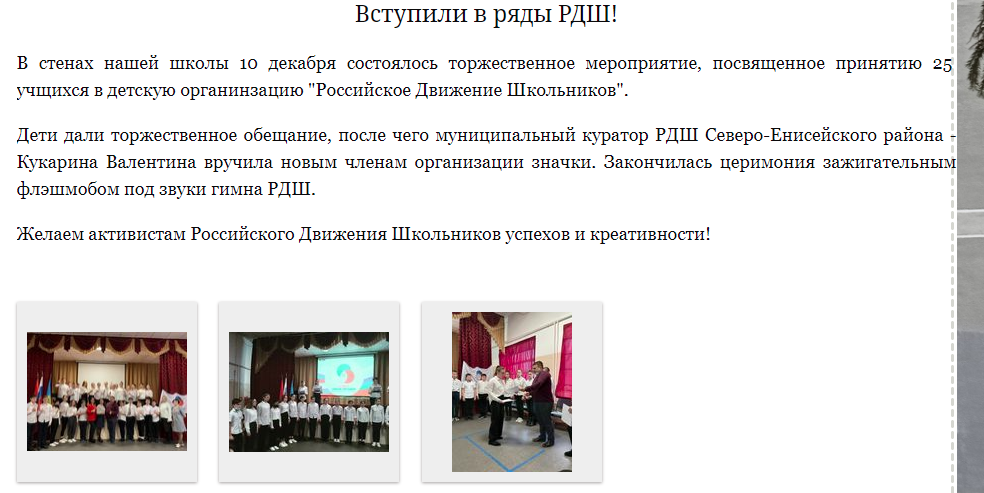 Вступили в ряды РДШ!
В стенах нашей школы 10 декабря состоялось торжественное мероприятие, посвященное принятию 25
учщихся в детскую органинзацию "Российское Движение Школьников".
Дети дали торжественное обещание, после чего муниципальный куратор РДШ Северо-Енисейского района -
Кукарина Валентина вручила новым членам организации значки. Закончилась церимония зажигательным
флэшмобом под звуки гимна РДШ.
Желаем активистам Российского Движения Школьников успехов и креативности!